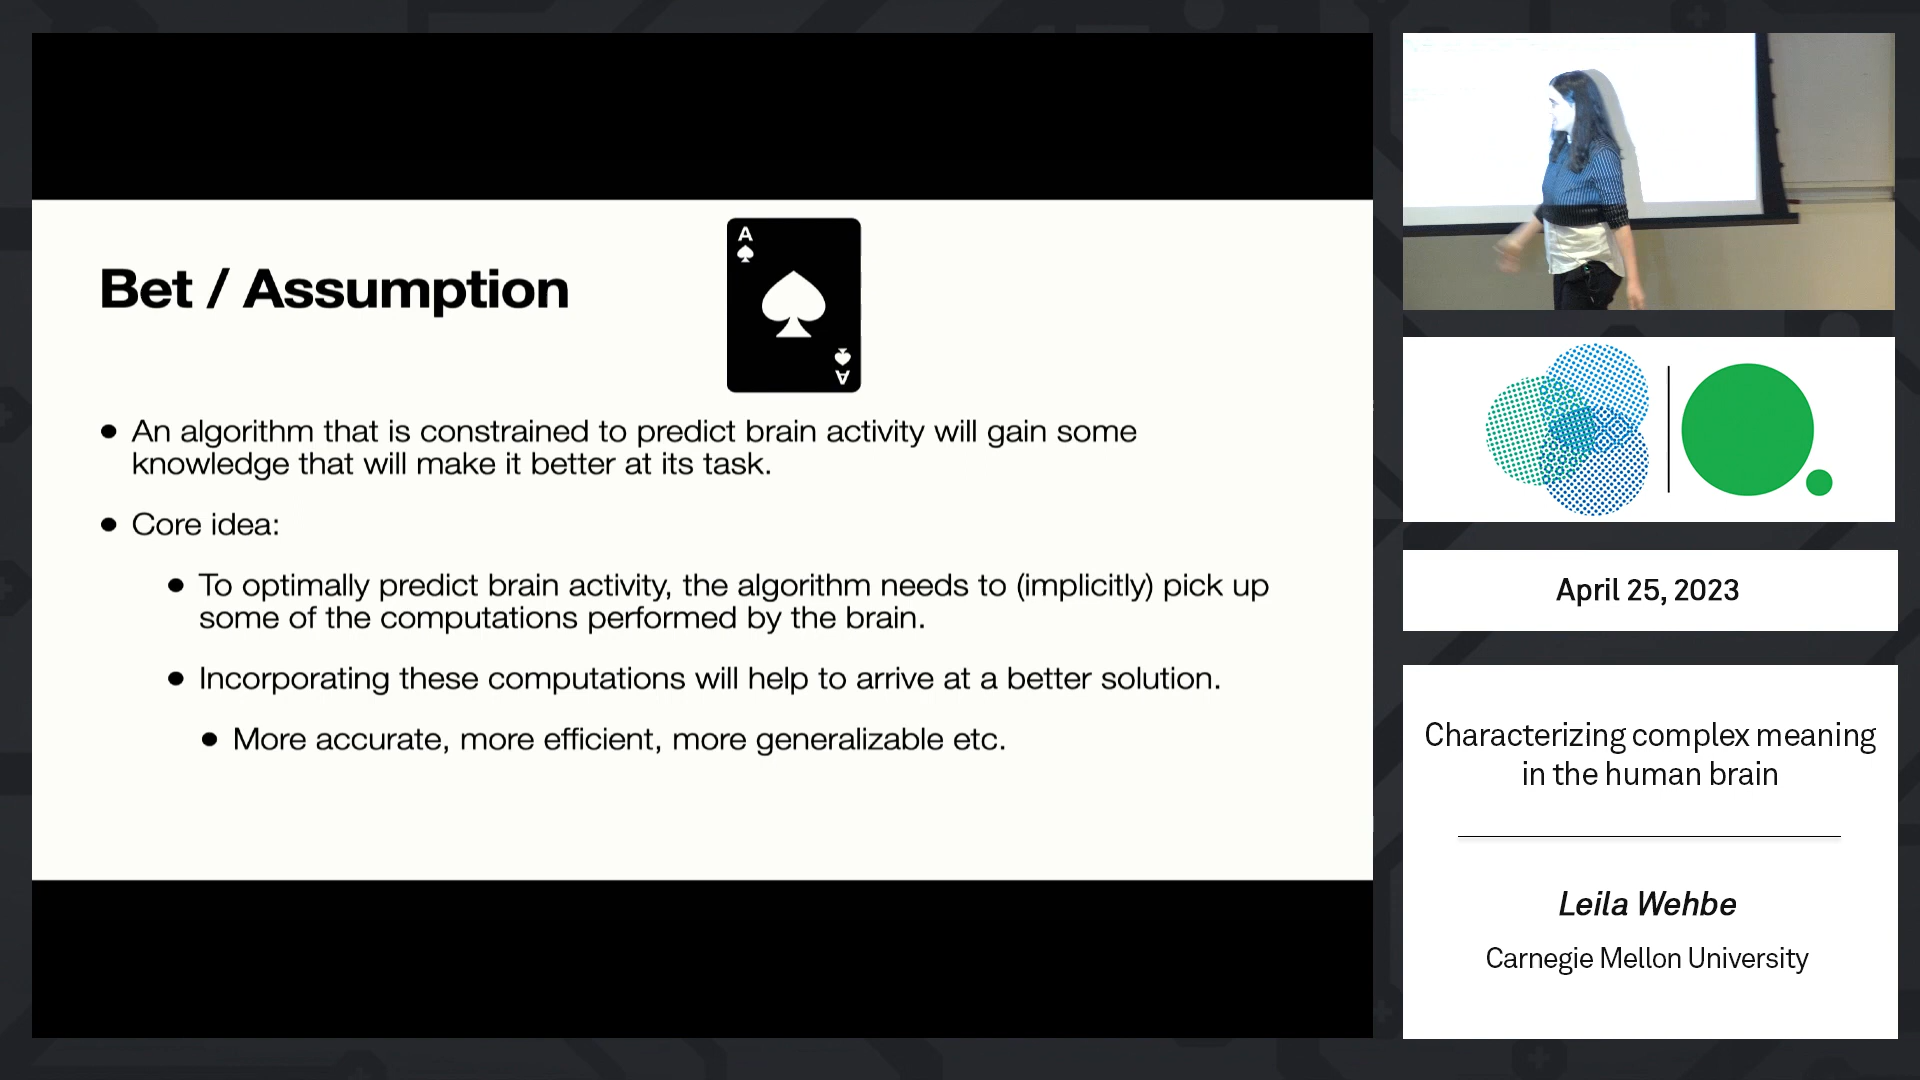 Bet / Assumption
A
A
• An algorithm that is constrained to predict brain activity will gain some
knowledge that will make it better at its task.
• Core idea:
• To optimally predict brain activity, the algorithm needs to (implicitly) pick up
some of the computations performed by the brain.
• Incorporating these computations will help to arrive at a better solution.
• More accurate, more efficient, more generalizable etc.
April 25, 2023
Characterizing complex meaning
in the human brain
Leila Wehbe
Carnegie Mellon University